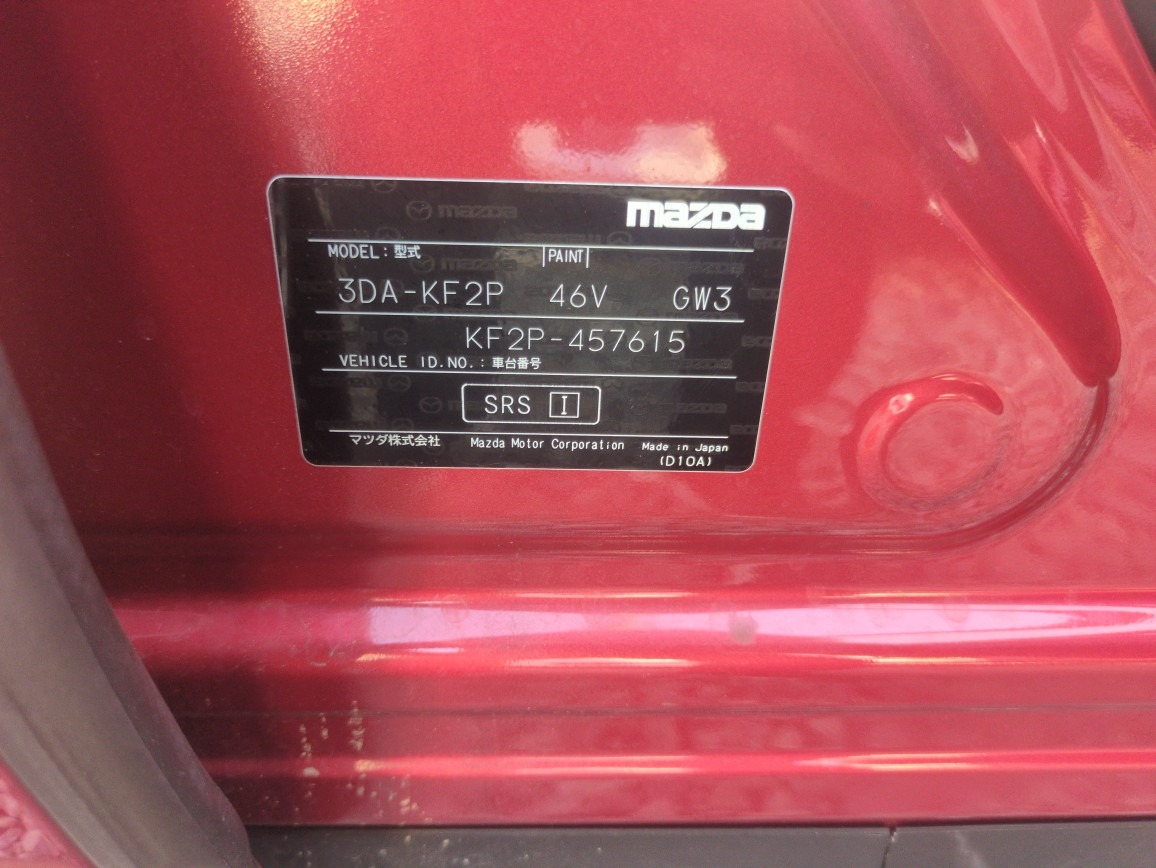 mazDa
MODEL : 型式 PAINT
3DA-KF2P 46V GW3
KF2P-457615
VEHICLE ID.NO. : 車台番号
SRS I
マツダ株式会社 Mazda Motor Corporation Made in Japan
(D10A)